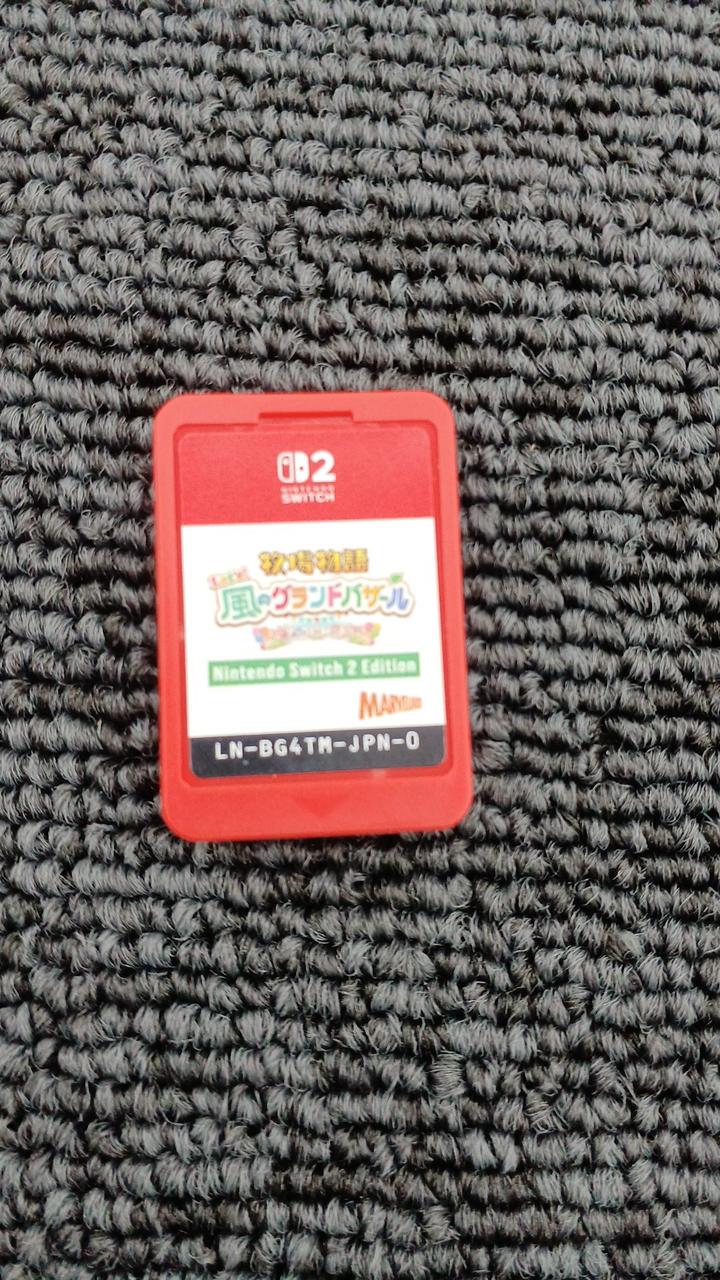 2
NINTENDO
SWITCH
牧場物語
Let's!
風のグランドバザール
Nintendo Switch 2 Edition
MARVELOUS
LN-BG4TM-JPN-0